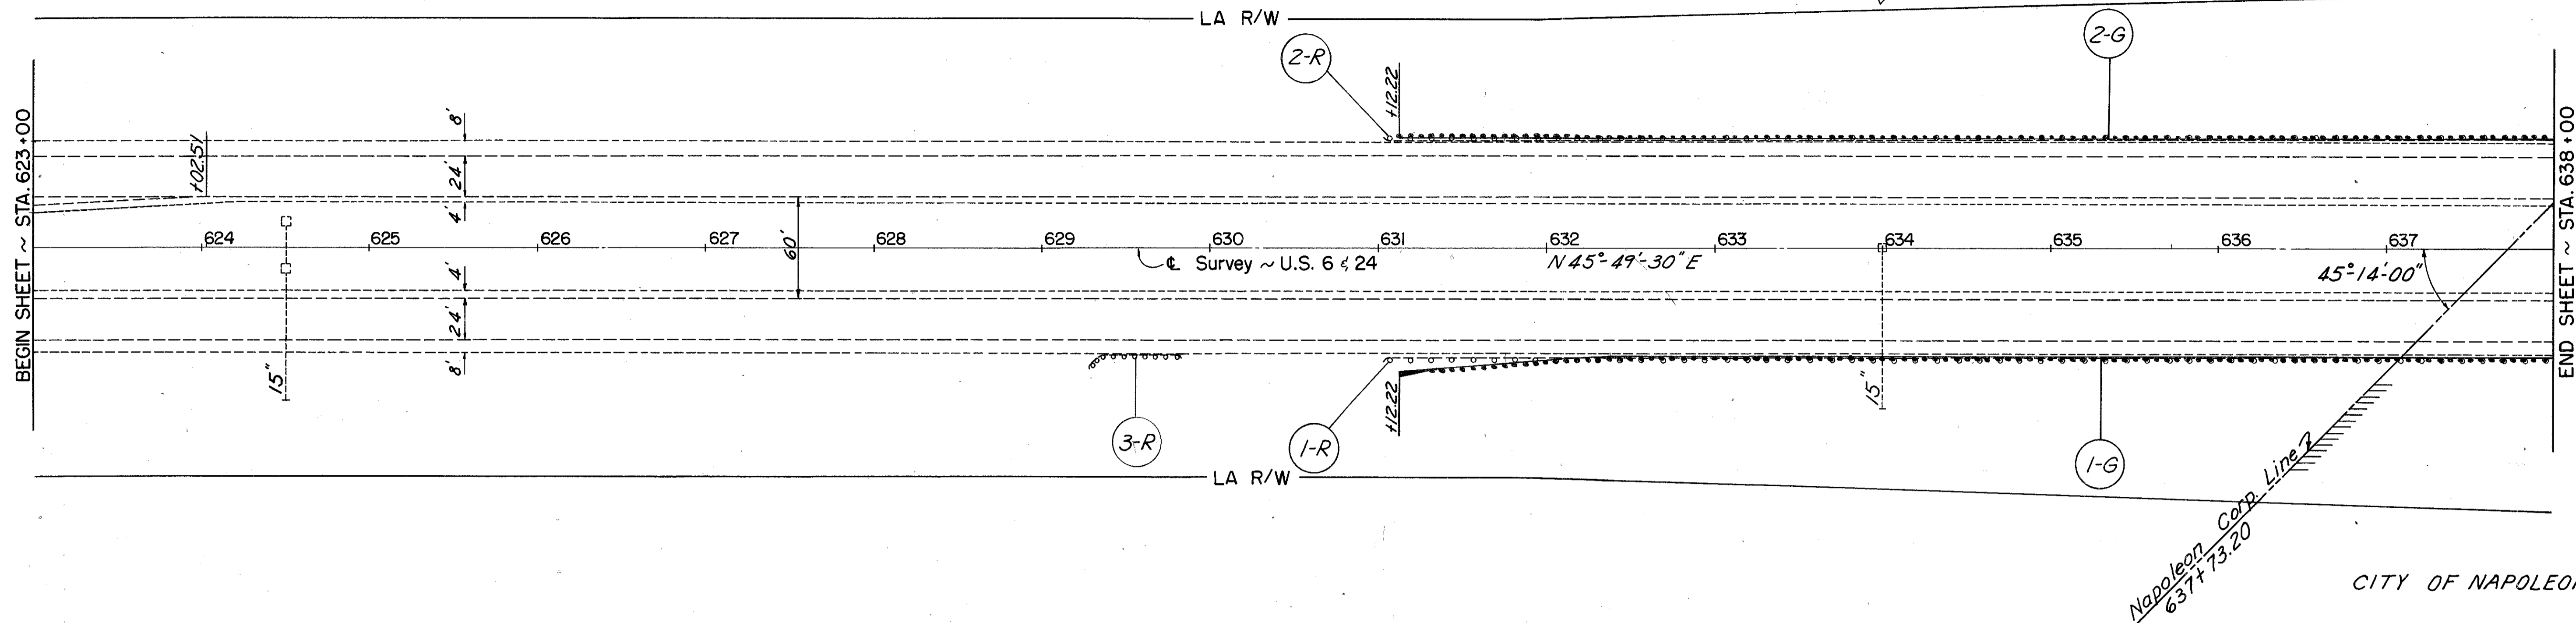 LA R/W
2-R
2-G
+12.22
BEGIN SHEET ~ STA. 623+00
+02.51
8'
24'
4'
60'
624 625 626 627 628 629 630 631 632 633 634 635 636 637
℄ Survey ~ U.S. 6 & 24
N 45°-49'-30" E
45°-14'-00"
4'
24'
8'
15"
15"
END SHEET ~ STA. 638+00
3-R
1-R
+12.22
1-G
LA R/W
Napoleon Corp. Line
637+73.20
CITY OF NAPOLEON